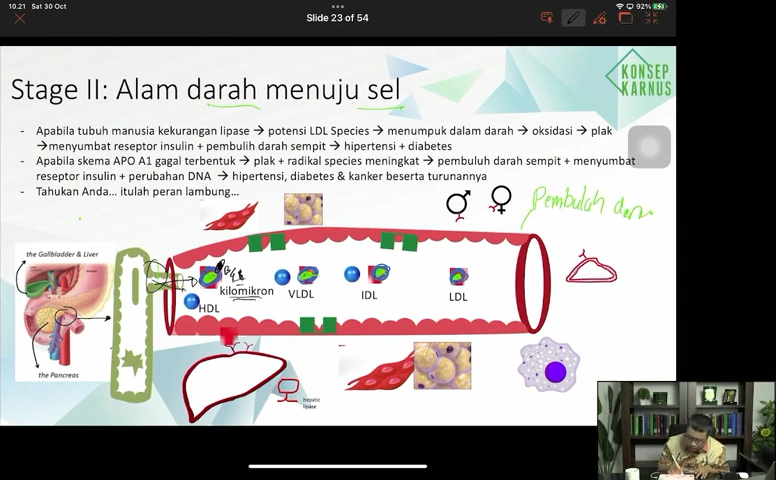 10.21 Sat 30 Oct
92%
Slide 23 of 54
KONSEP
KARNUS
Stage II: Alam darah menuju sel
- Apabila tubuh manusia kekurangan lipase → potensi LDL Species → menumpuk dalam darah → oksidasi → plak
→menyumbat reseptor insulin + pembulih darah sempit → hipertensi + diabetes
- Apabila skema APO A1 gagal terbentuk → plak + radikal species meningkat → pembuluh darah sempit + menyumbat
reseptor insulin + perubahan DNA → hipertensi, diabetes & kanker beserta turunannya
- Tahukan Anda... itulah peran lambung...
Pembuluh
the Gallbladder & Liver
kilomikron
VLDL
IDL
LDL
HDL
the Pancreas
hepatic
lipase